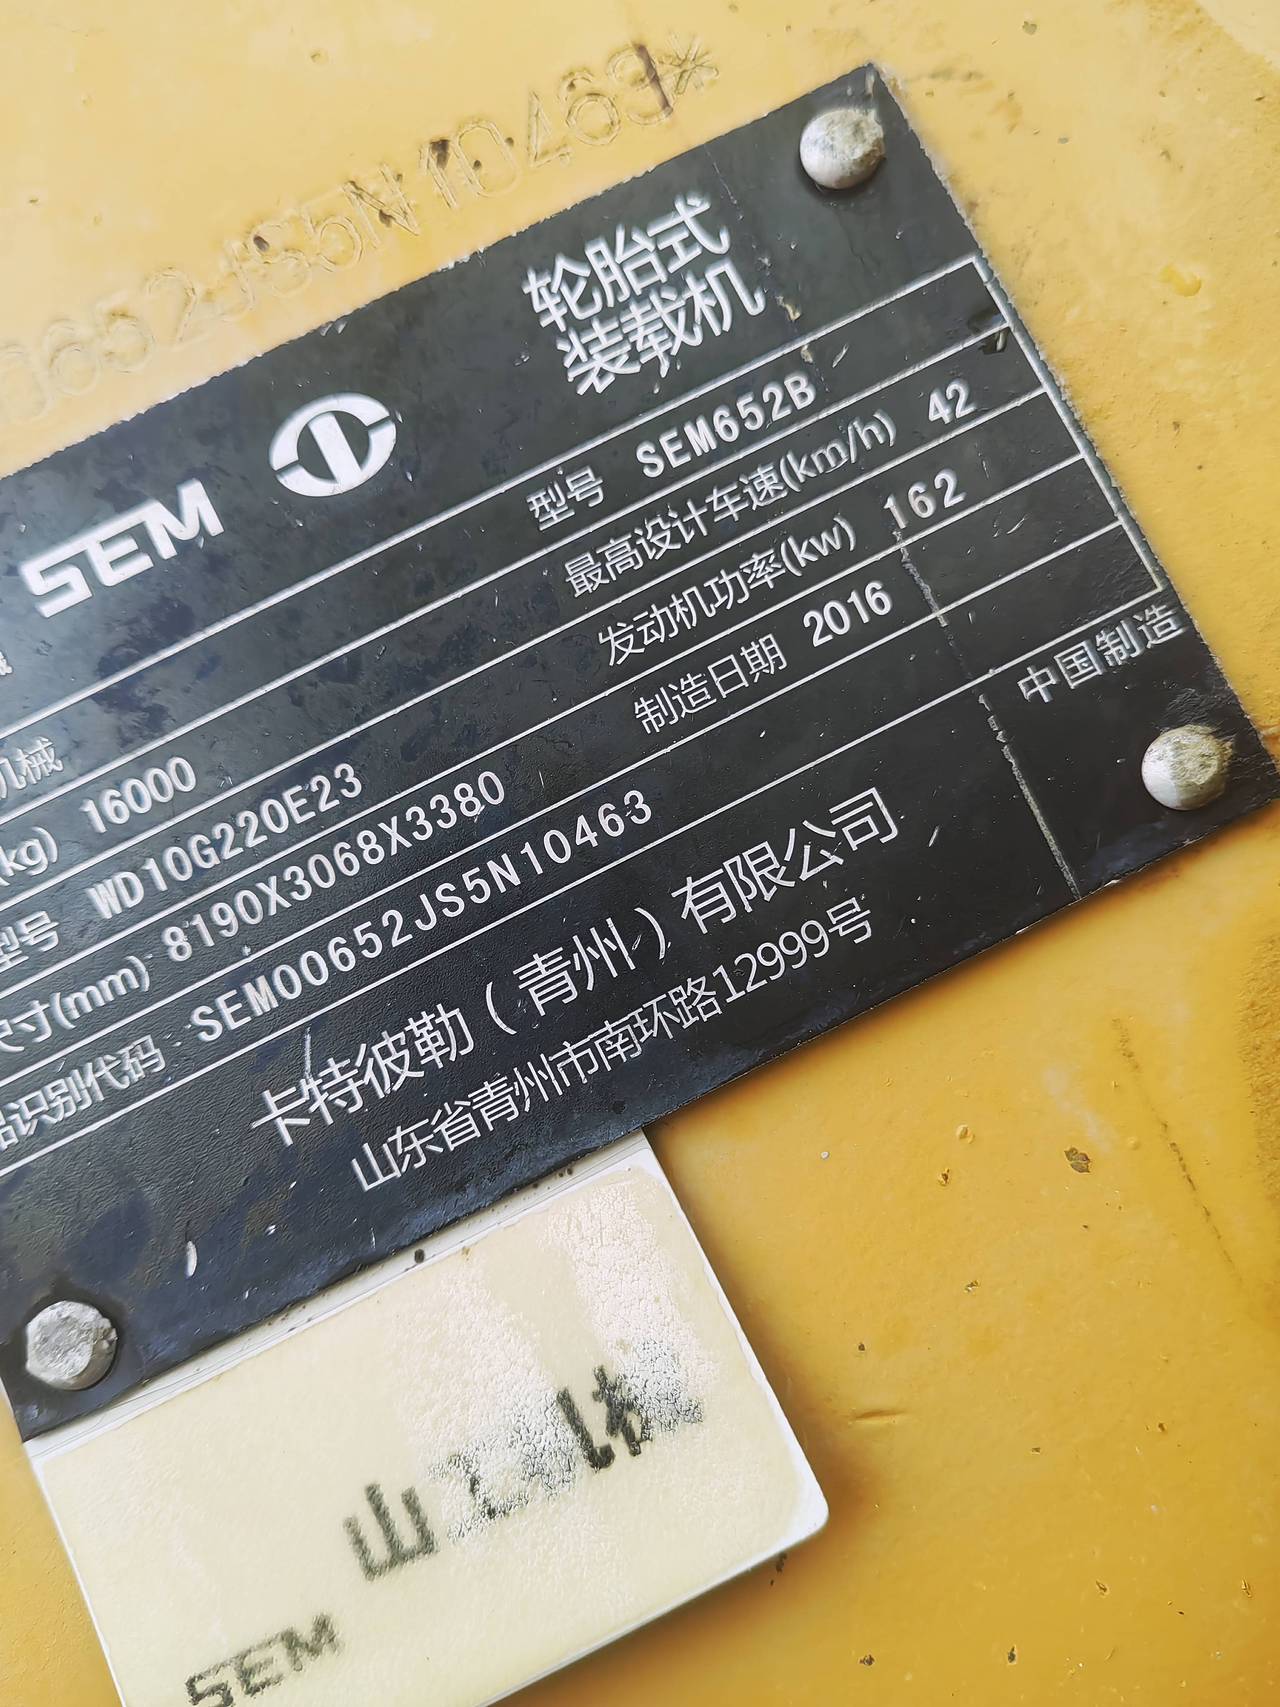 0652JS5N10463*
轮胎式
装载机
SEM
型号 SEM652B
最高设计车速(km/h) 42
机械 发动机功率(kw) 162
(kg) 16000 制造日期 2016
型号 WD10G220E23
尺寸(mm) 8190X3068X3380 中国制造
品识别代码 SEM00652JS5N10463
卡特彼勒（青州）有限公司
山东省青州市南环路12999号
山工机
SEM